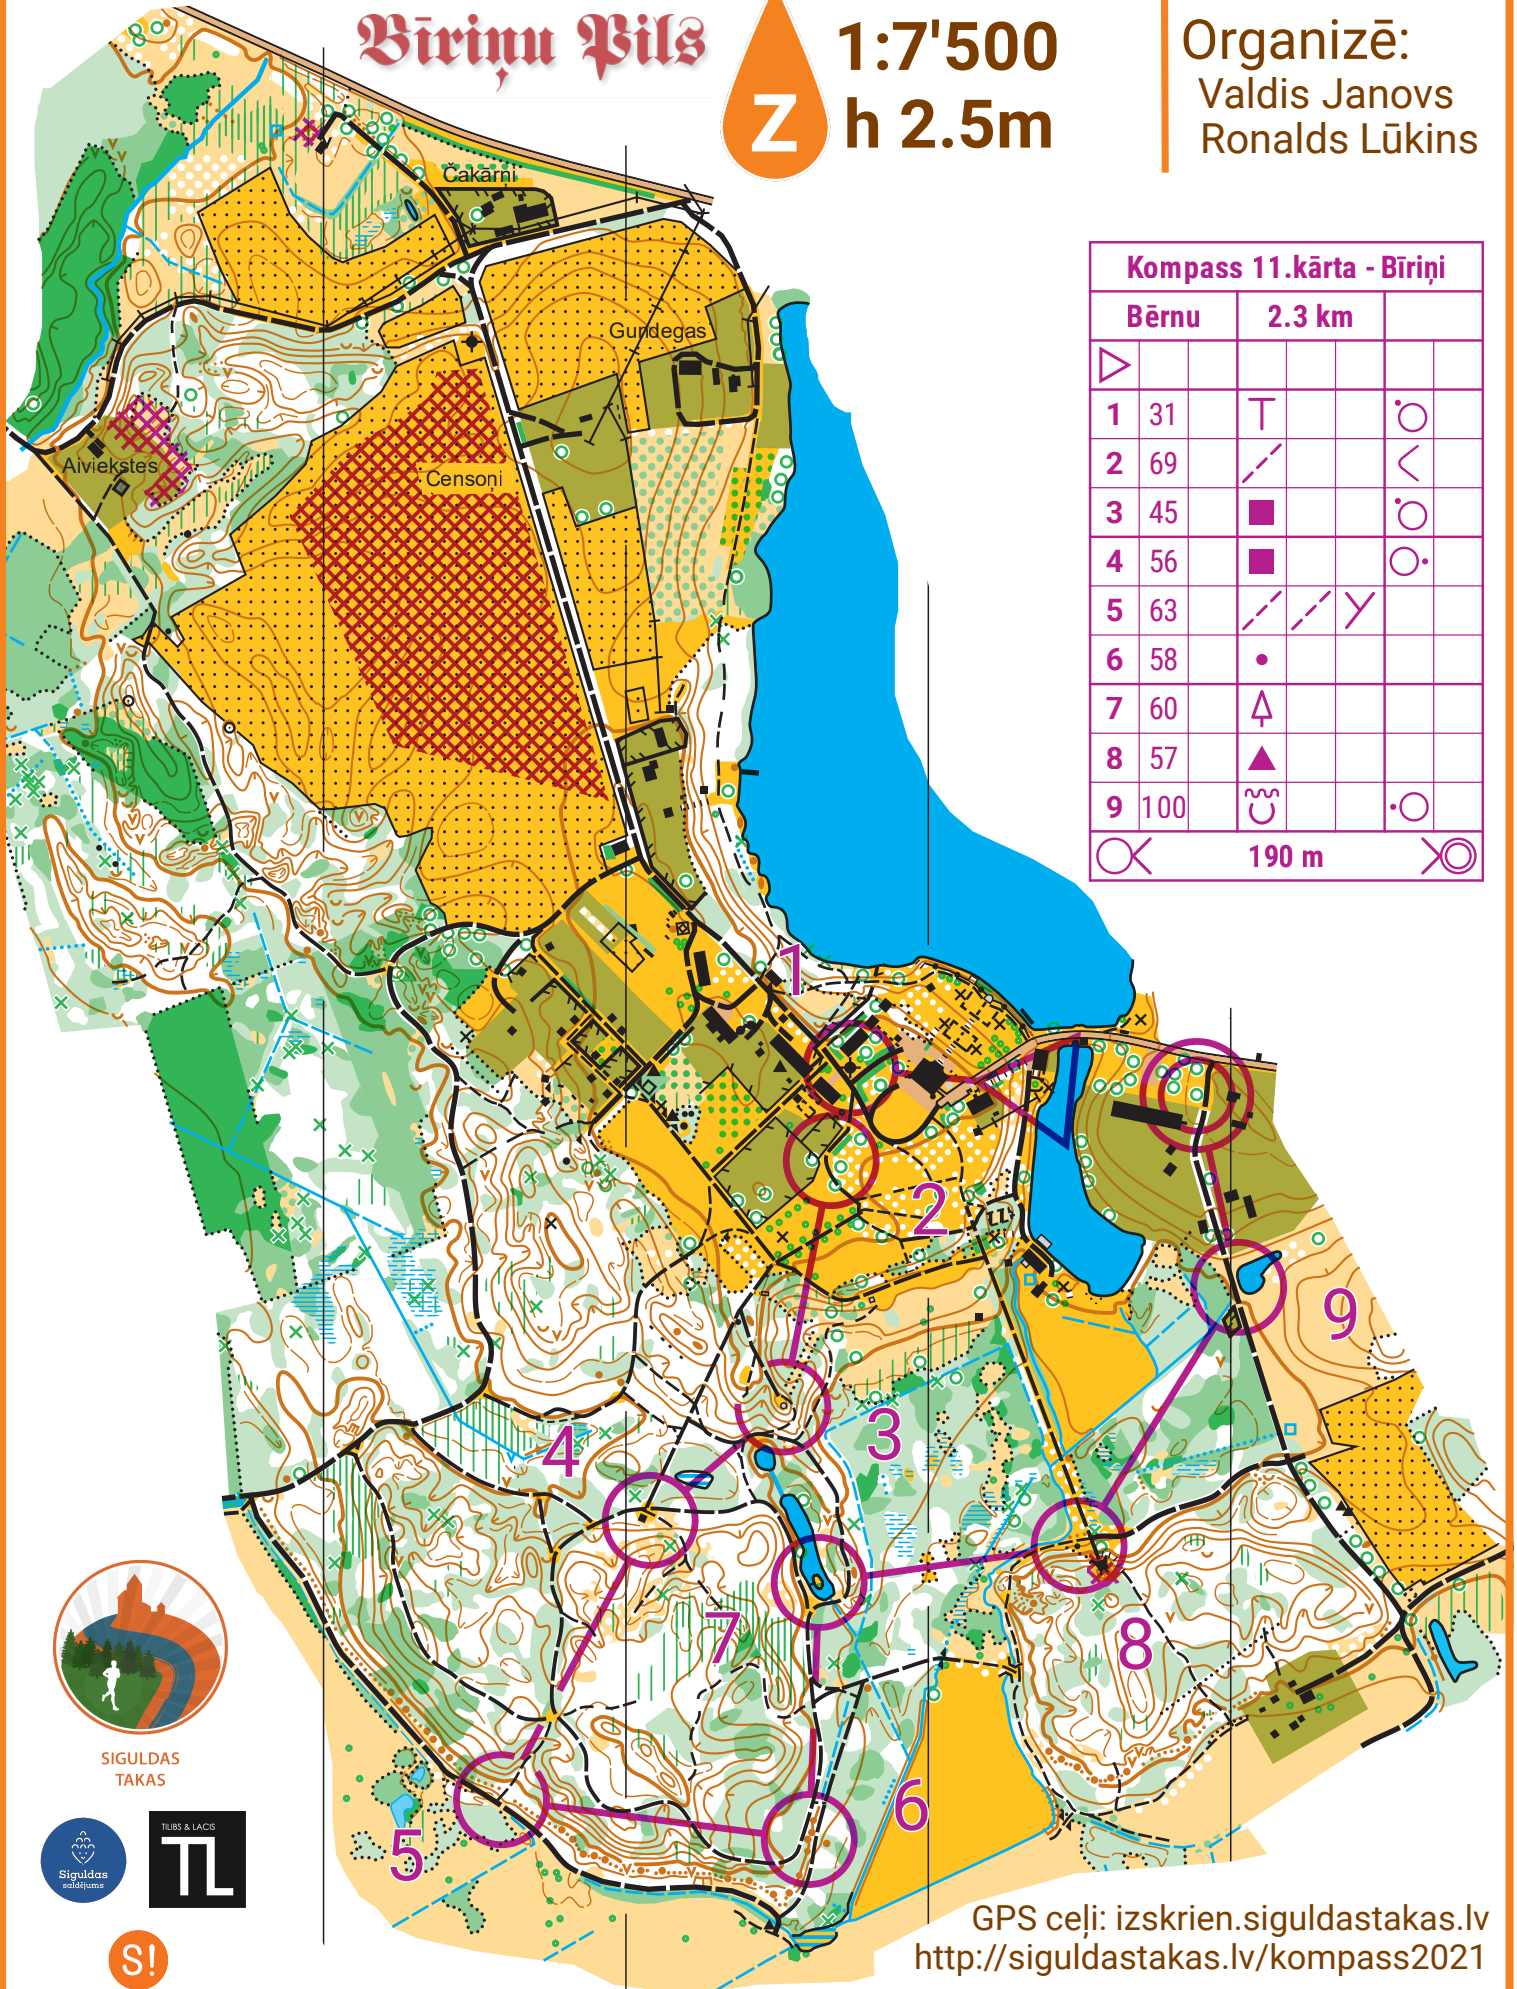 Bīriņu Pils
Z
1:7'500
h 2.5m
Organizē:
Valdis Janovs
Ronalds Lūkins
Čakārņi
Gundegas
Aiviekstes
Censoņi
Kompass 11.kārta - Bīriņi
Bērnu 2.3 km
1 31
2 69
3 45
4 56
5 63
6 58
7 60
8 57
9 100
190 m
1
2
3
4
5
6
7
8
9
SIGULDAS
TAKAS
Siguldas
saldējums
TILIBS & LACIS
TL
S!
GPS ceļi: izskrien.siguldastakas.lv
http://siguldastakas.lv/kompass2021